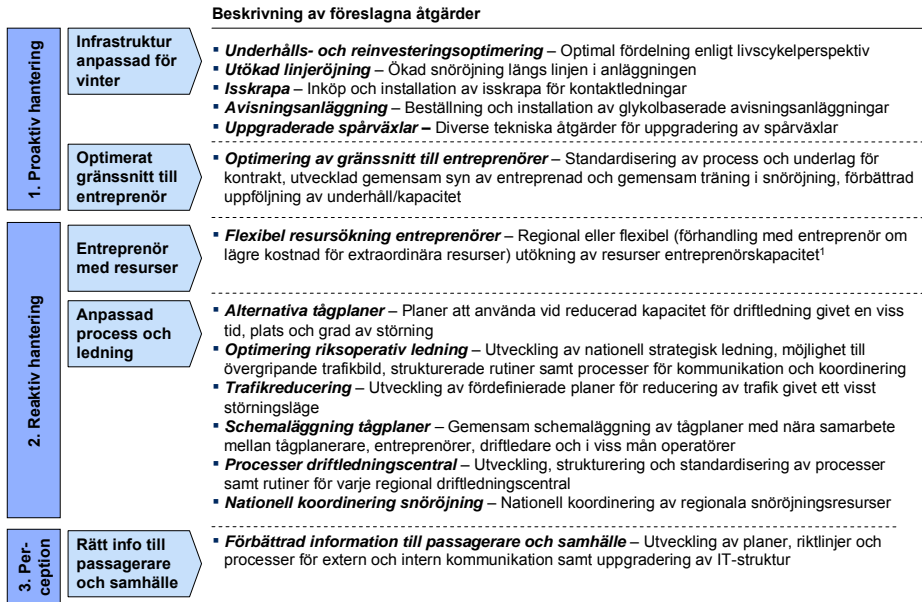 Beskrivning av föreslagna åtgärder
1. Proaktiv hantering
Infrastruktur
anpassad för
vinter
▪ Underhålls- och reinvesteringsoptimering – Optimal fördelning enligt livscykelperspektiv
▪ Utökad linjeröjning – Ökad snöröjning längs linjen i anläggningen
▪ Isskrapa – Inköp och installation av isskrapa för kontaktledningar
▪ Avisningsanläggning – Beställning och installation av glykolbaserade avisningsanläggningar
▪ Uppgraderade spårväxlar – Diverse tekniska åtgärder för uppgradering av spårväxlar
Optimerat
gränssnitt till
entreprenör
▪ Optimering av gränssnitt till entreprenörer – Standardisering av process och underlag för
kontrakt, utvecklad gemensam syn av entreprenad och gemensam träning i snöröjning, förbättrad
uppföljning av underhåll/kapacitet
2. Reaktiv hantering
Entreprenör
med resurser
▪ Flexibel resursökning entreprenörer – Regional eller flexibel (förhandling med entreprenör om
lägre kostnad för extraordinära resurser) utökning av resurser entreprenörskapacitet¹
Anpassad
process och
ledning
▪ Alternativa tågplaner – Planer att använda vid reducerad kapacitet för driftledning givet en viss
tid, plats och grad av störning
▪ Optimering riksoperativ ledning – Utveckling av nationell strategisk ledning, möjlighet till
övergripande trafikbild, strukturerade rutiner samt processer för kommunikation och koordinering
▪ Trafikreducering – Utveckling av fördefinierade planer för reducering av trafik givet ett visst
störningsläge
▪ Schemaläggning tågplaner – Gemensam schemaläggning av tågplaner med nära samarbete
mellan tågplanerare, entreprenörer, driftledare och i viss mån operatörer
▪ Processer driftledningscentral – Utveckling, strukturering och standardisering av processer
samt rutiner för varje regional driftledningscentral
▪ Nationell koordinering snöröjning – Nationell koordinering av regionala snöröjningsresurser
3. Per-
ception
Rätt info till
passagerare
och samhälle
▪ Förbättrad information till passagerare och samhälle – Utveckling av planer, riktlinjer och
processer för extern och intern kommunikation samt uppgradering av IT-struktur